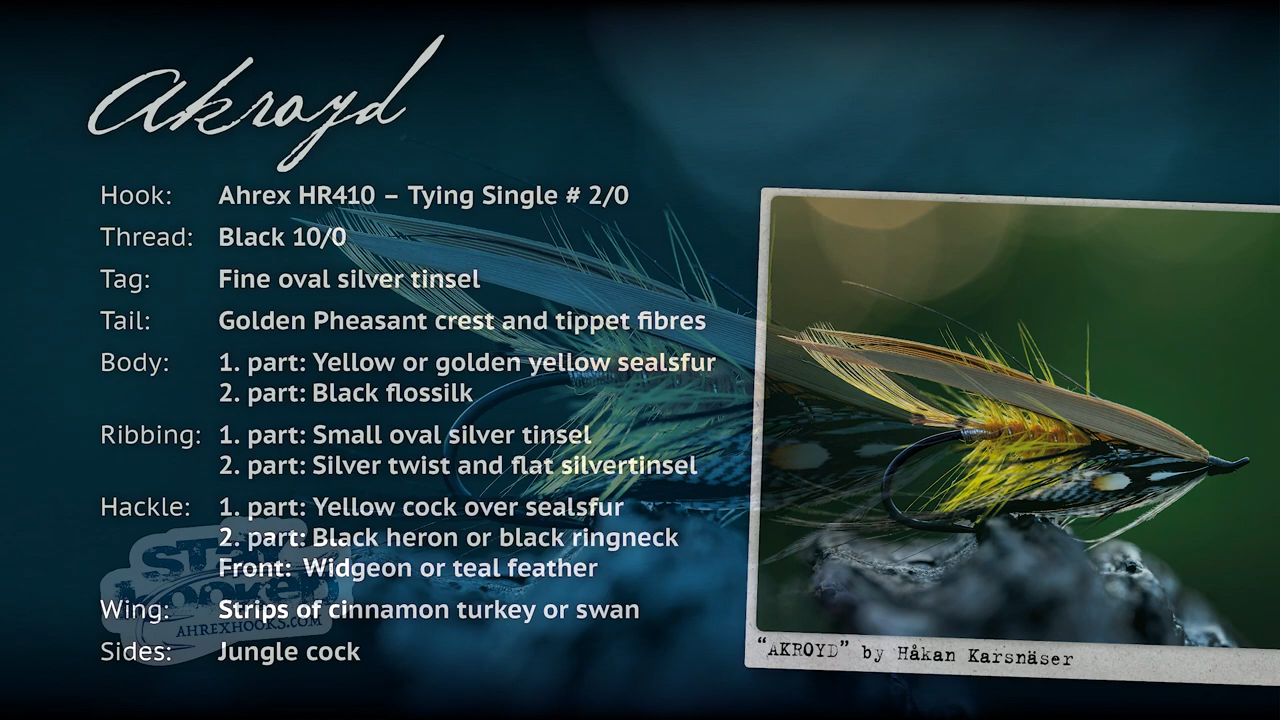 Akroyd
Hook: Ahrex HR410 – Tying Single # 2/0
Thread: Black 10/0
Tag: Fine oval silver tinsel
Tail: Golden Pheasant crest and tippet fibres
Body: 1. part: Yellow or golden yellow sealsfur
2. part: Black flossilk
Ribbing: 1. part: Small oval silver tinsel
2. part: Silver twist and flat silvertinsel
Hackle: 1. part: Yellow cock over sealsfur
2. part: Black heron or black ringneck
Front: Widgeon or teal feather
Wing: Strips of cinnamon turkey or swan
Sides: Jungle cock
STAY
HOOKED
AHREXHOOKS.COM
“AKROYD” by Håkan Karsnäser